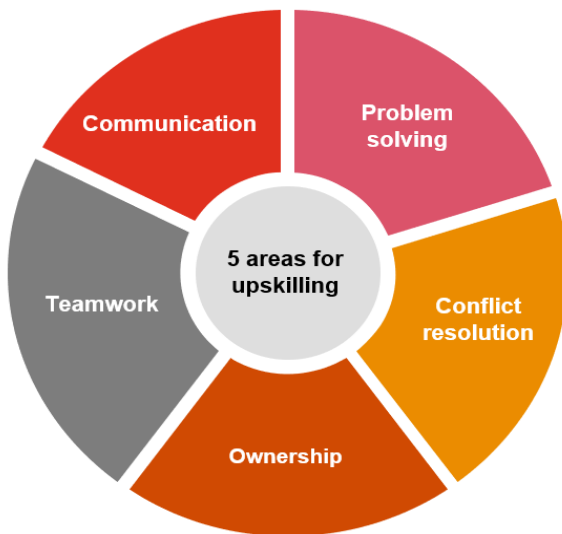 Communication
Problem
solving
5 areas for
upskilling
Teamwork
Conflict
resolution
Ownership